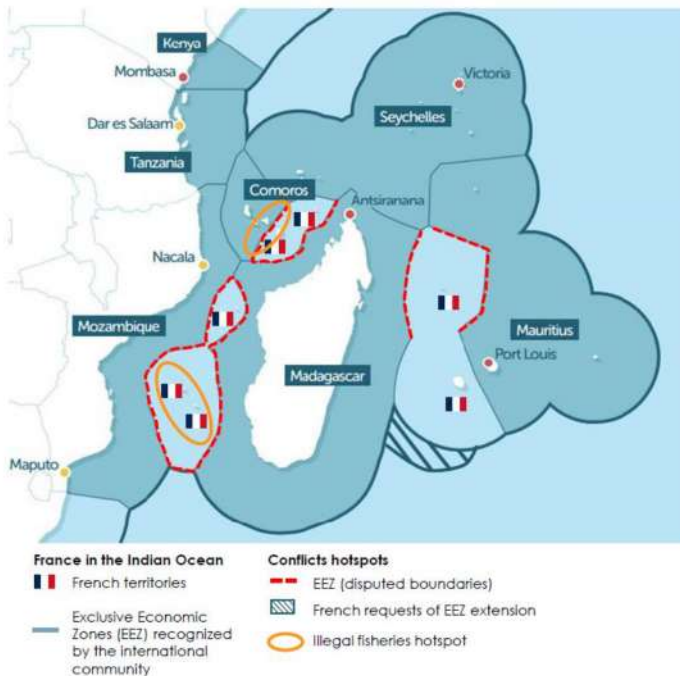 Kenya
Mombasa
Victoria
Dar es Salaam
Seychelles
Tanzania
Comoros
Antsiranana
Nacala
Mozambique
Mauritius
Port Louis
Madagascar
Maputo
France in the Indian Ocean
French territories
Exclusive Economic
Zones (EEZ) recognized
by the international
community
Conflicts hotspots
EEZ (disputed boundaries)
French requests of EEZ extension
Illegal fisheries hotspot